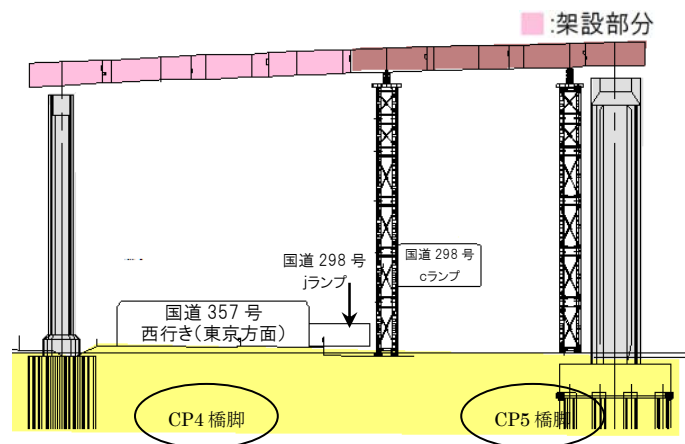 :架設部分
国道 298 号
jランプ
国道 298 号
cランプ
国道 357 号
西行き(東京方面)
CP4 橋脚
CP5 橋脚